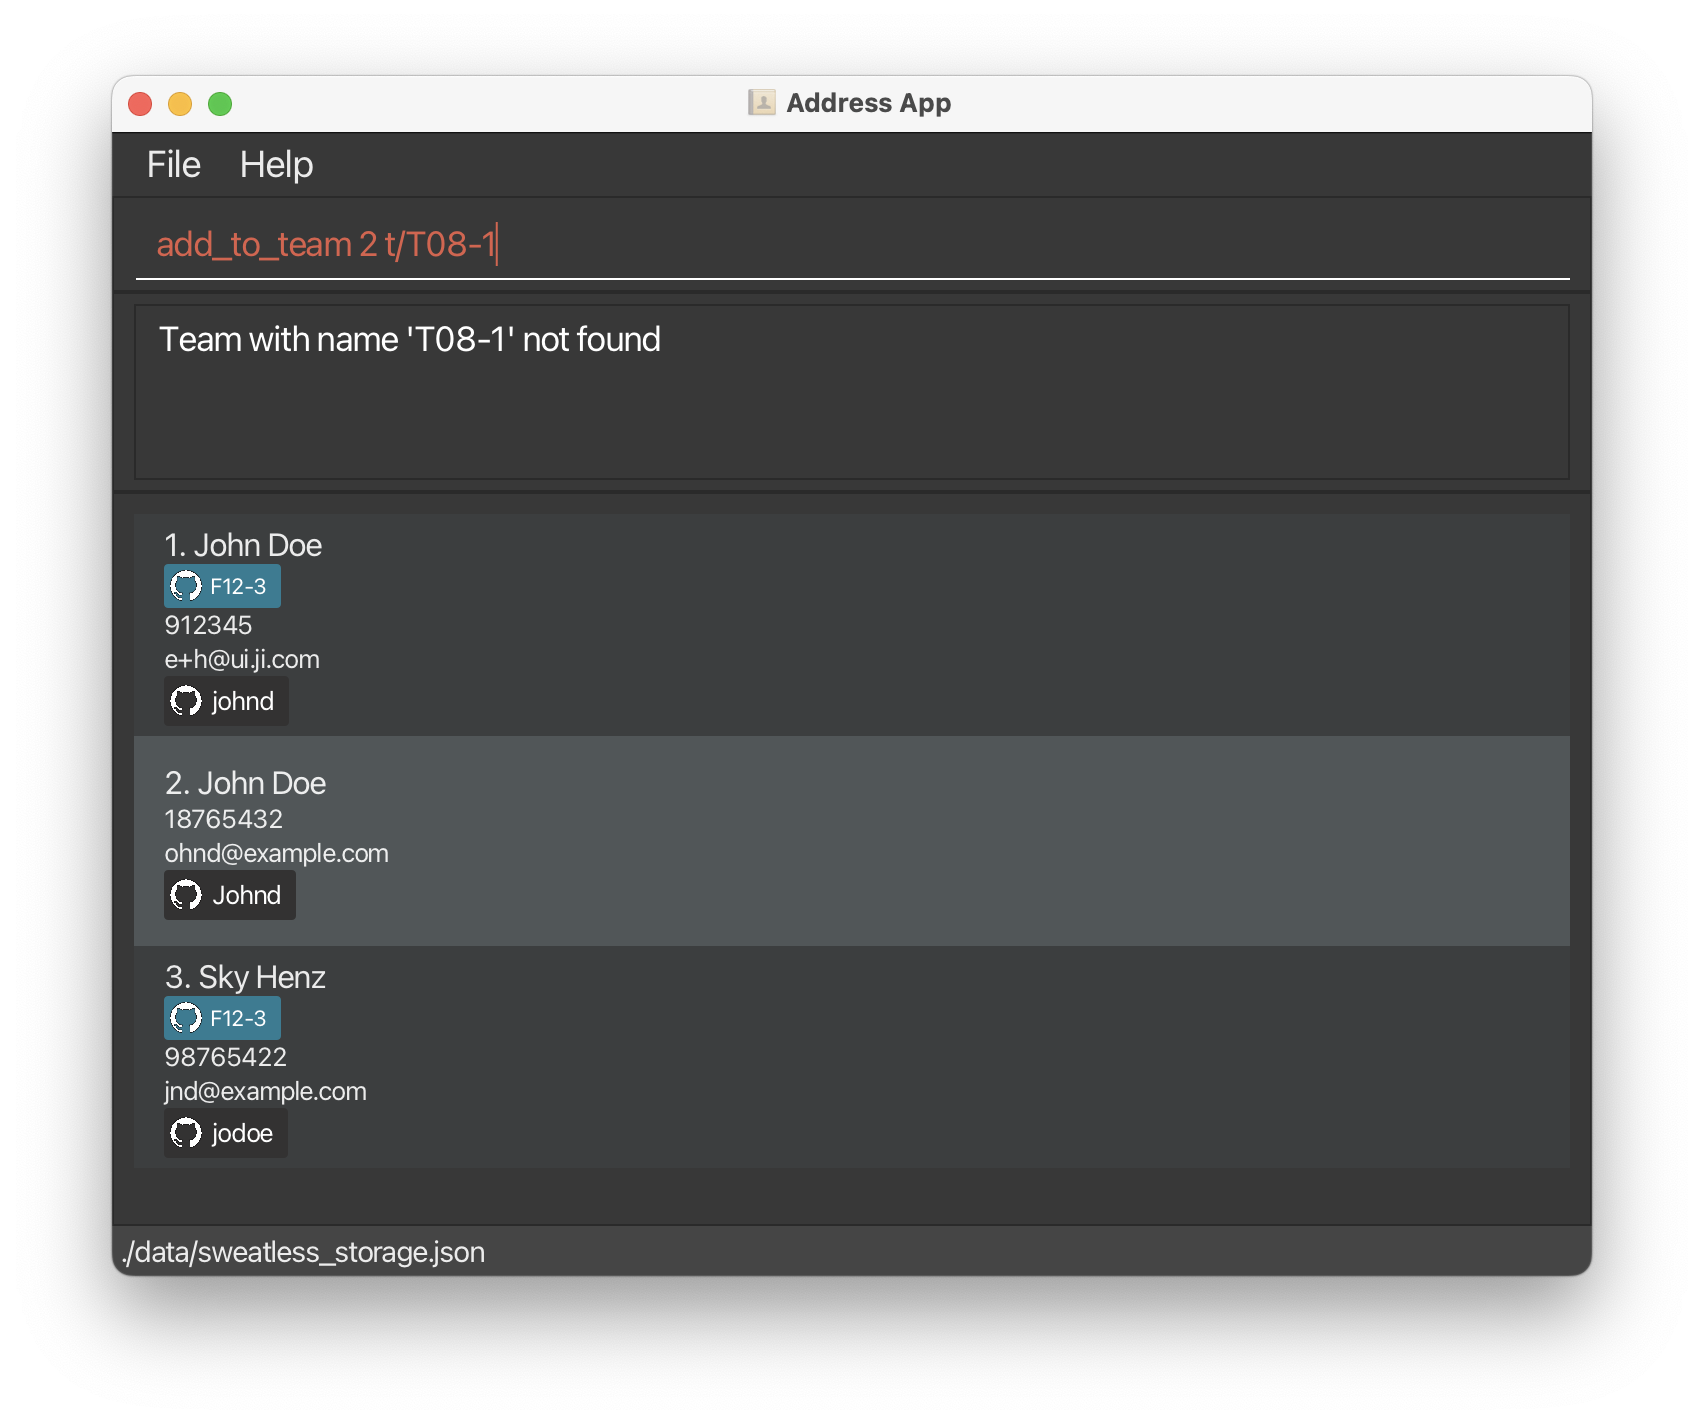 Address App
File Help
add_to_team 2 t/T08-1
Team with name 'T08-1' not found
1. John Doe
F12-3
912345
e+h@ui.ji.com
johnd
2. John Doe
18765432
ohnd@example.com
Johnd
3. Sky Henz
F12-3
98765422
jnd@example.com
jodoe
./data/sweatless_storage.json